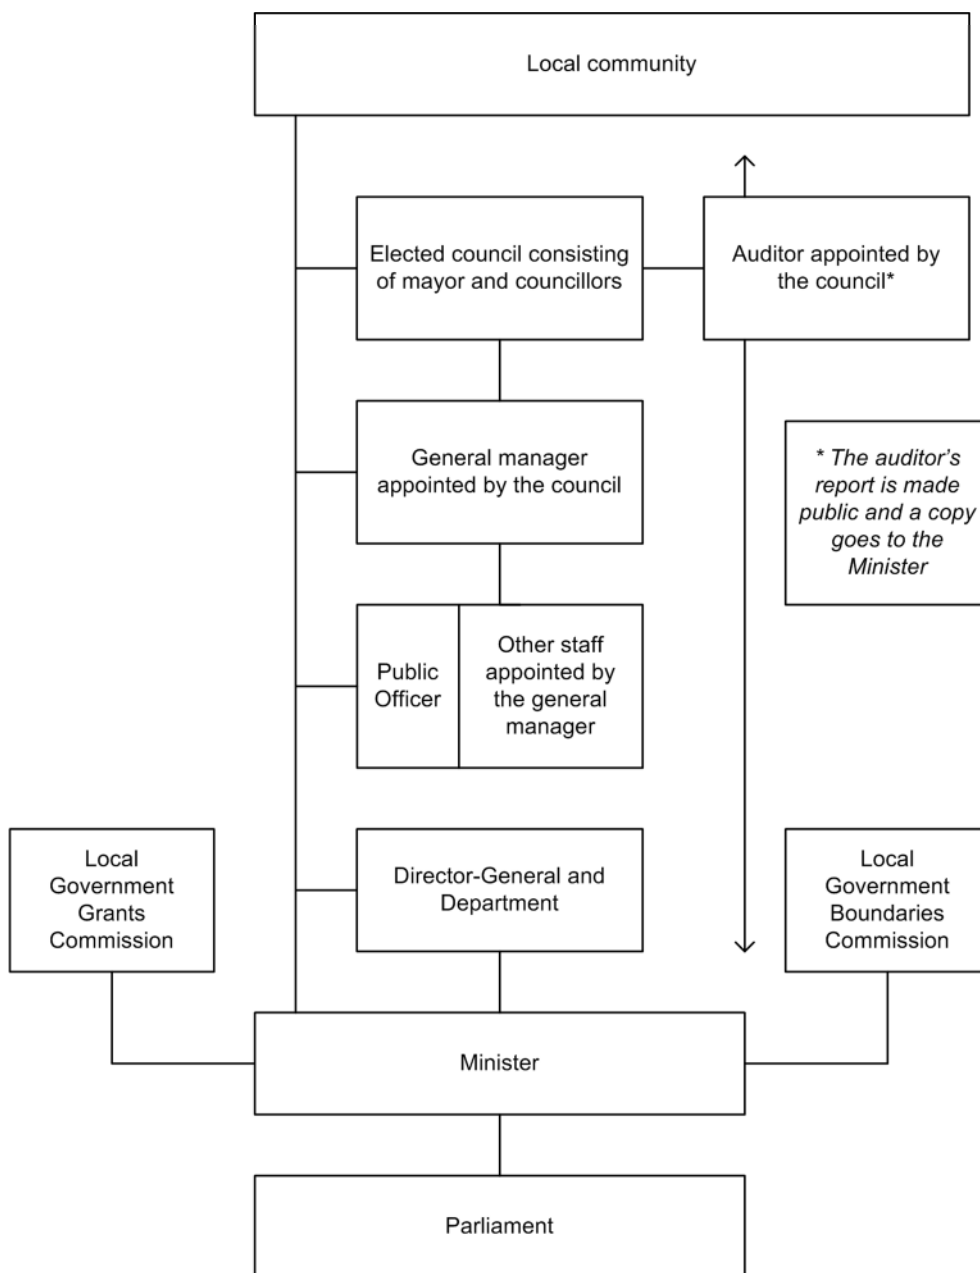 Local community
Elected council consisting
of mayor and councillors
Auditor appointed by
the council*
General manager
appointed by the council
* The auditor's
report is made
public and a copy
goes to the
Minister
Public
Officer
Other staff
appointed by
the general
manager
Local
Government
Grants
Commission
Director-General and
Department
Local
Government
Boundaries
Commission
Minister
Parliament